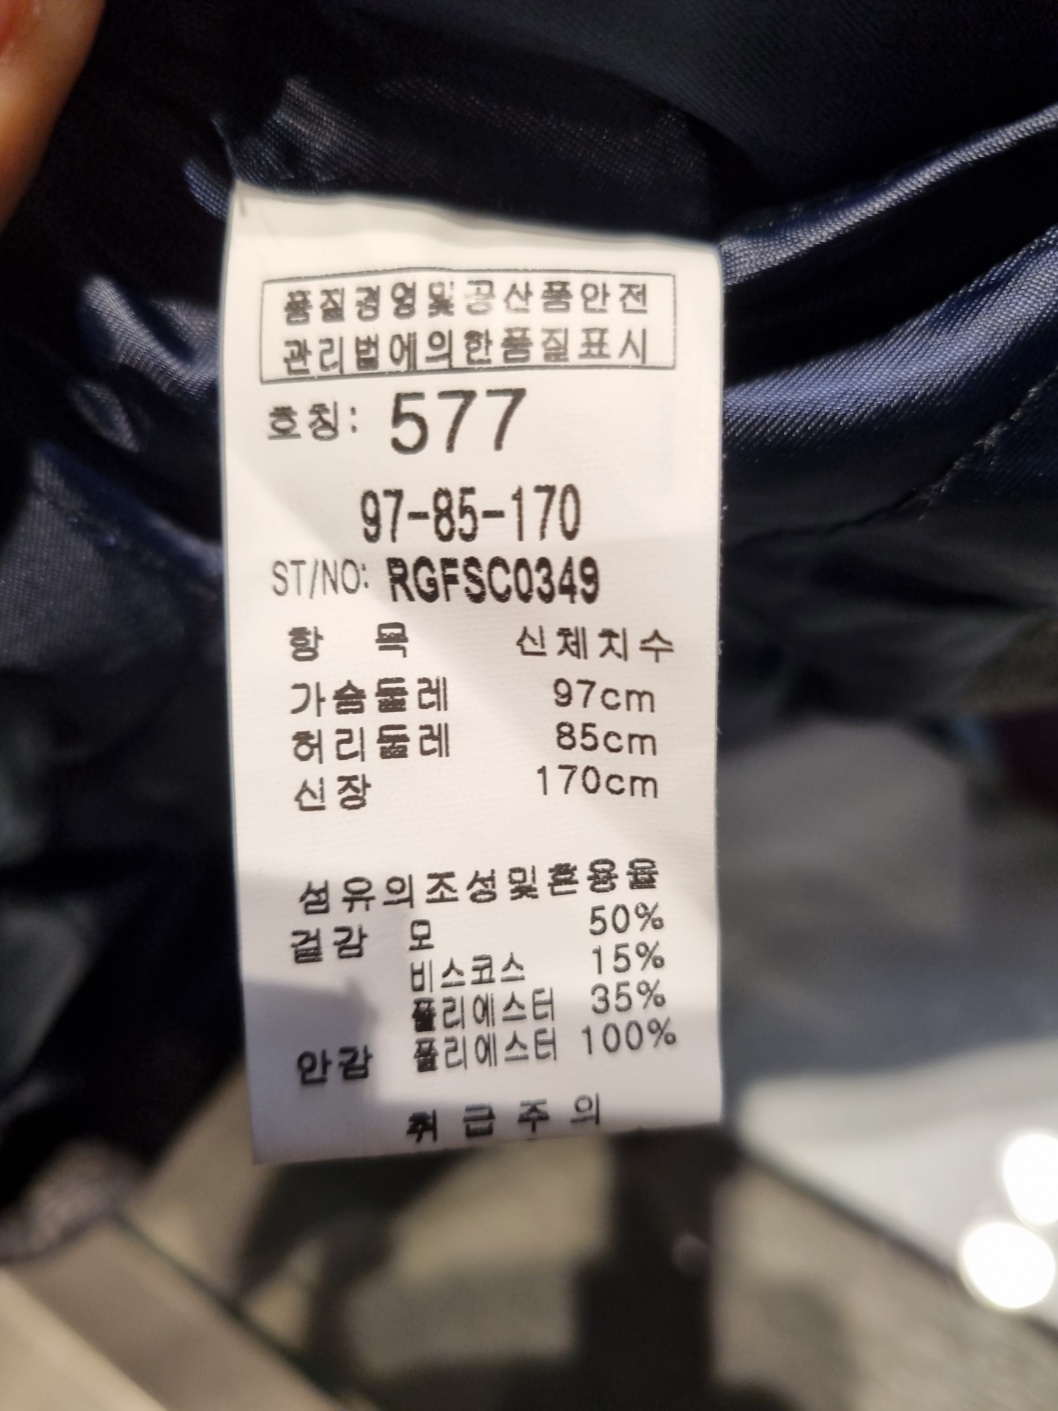 품질경영및공산품안전
관리법에의한품질표시
호칭: 577
97-85-170
ST/NO: RGFSC0349
항 목 신체치수
가슴둘레 97cm
허리둘레 85cm
신장 170cm
섬유의조성및혼용율
겉감 모 50%
비스코스 15%
폴리에스터 35%
안감 폴리에스터 100%
취급주의